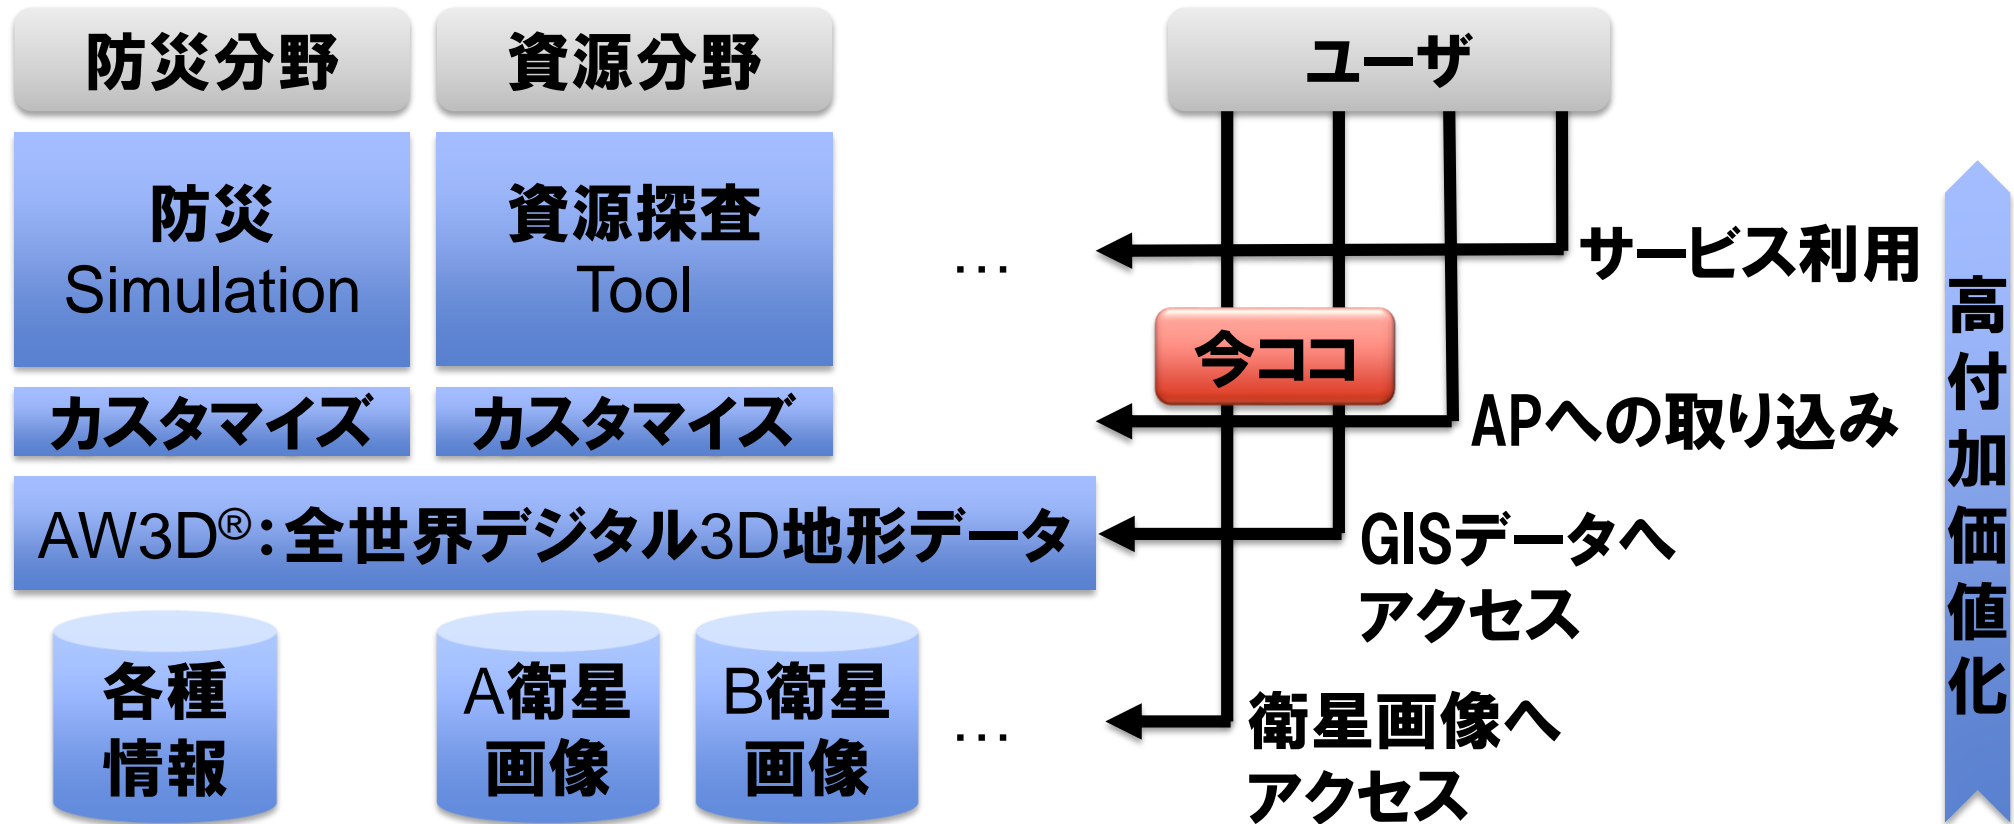 防災分野
資源分野
ユーザ
防災
Simulation
資源探査
Tool
…
サービス利用
今ココ
カスタマイズ
カスタマイズ
APへの取り込み
AW3D®：全世界デジタル3D地形データ
GISデータへ
アクセス
各種
情報
A衛星
画像
B衛星
画像
…
衛星画像へ
アクセス
高付加価値化